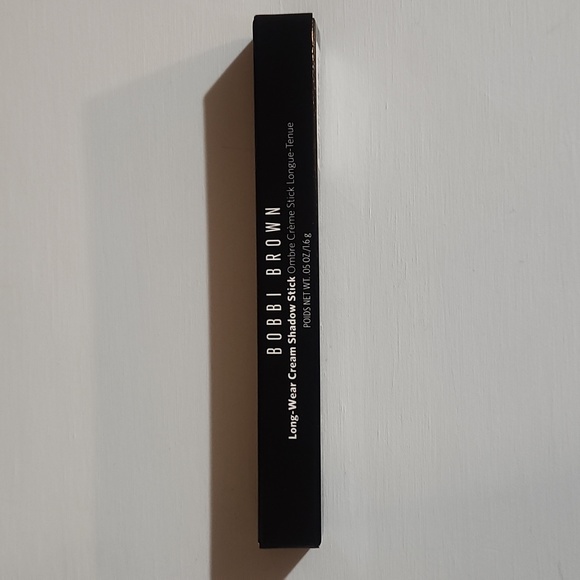 BOBBI BROWN
Long-Wear Cream Shadow Stick Ombre Crème Stick Longue-Tenue
POIDS NET WT. .05 OZ./1.6 g